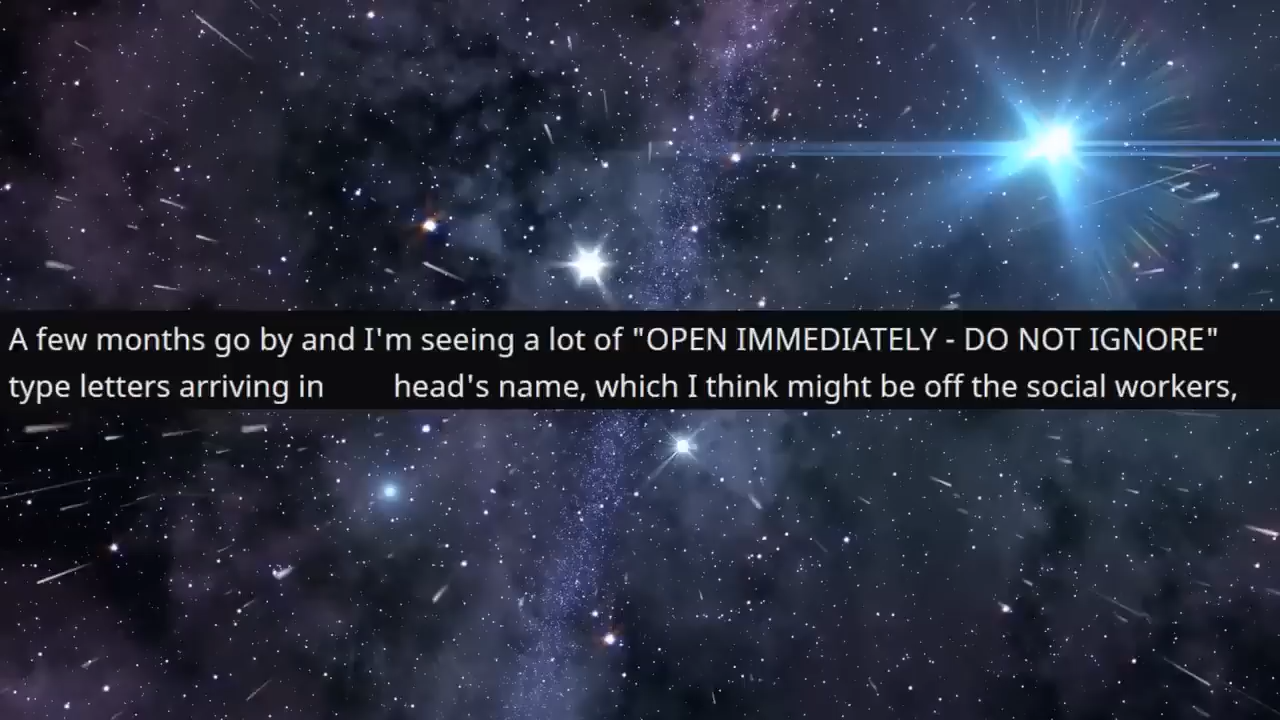 A few months go by and I'm seeing a lot of "OPEN IMMEDIATELY - DO NOT IGNORE"
type letters arriving in head's name, which I think might be off the social workers,